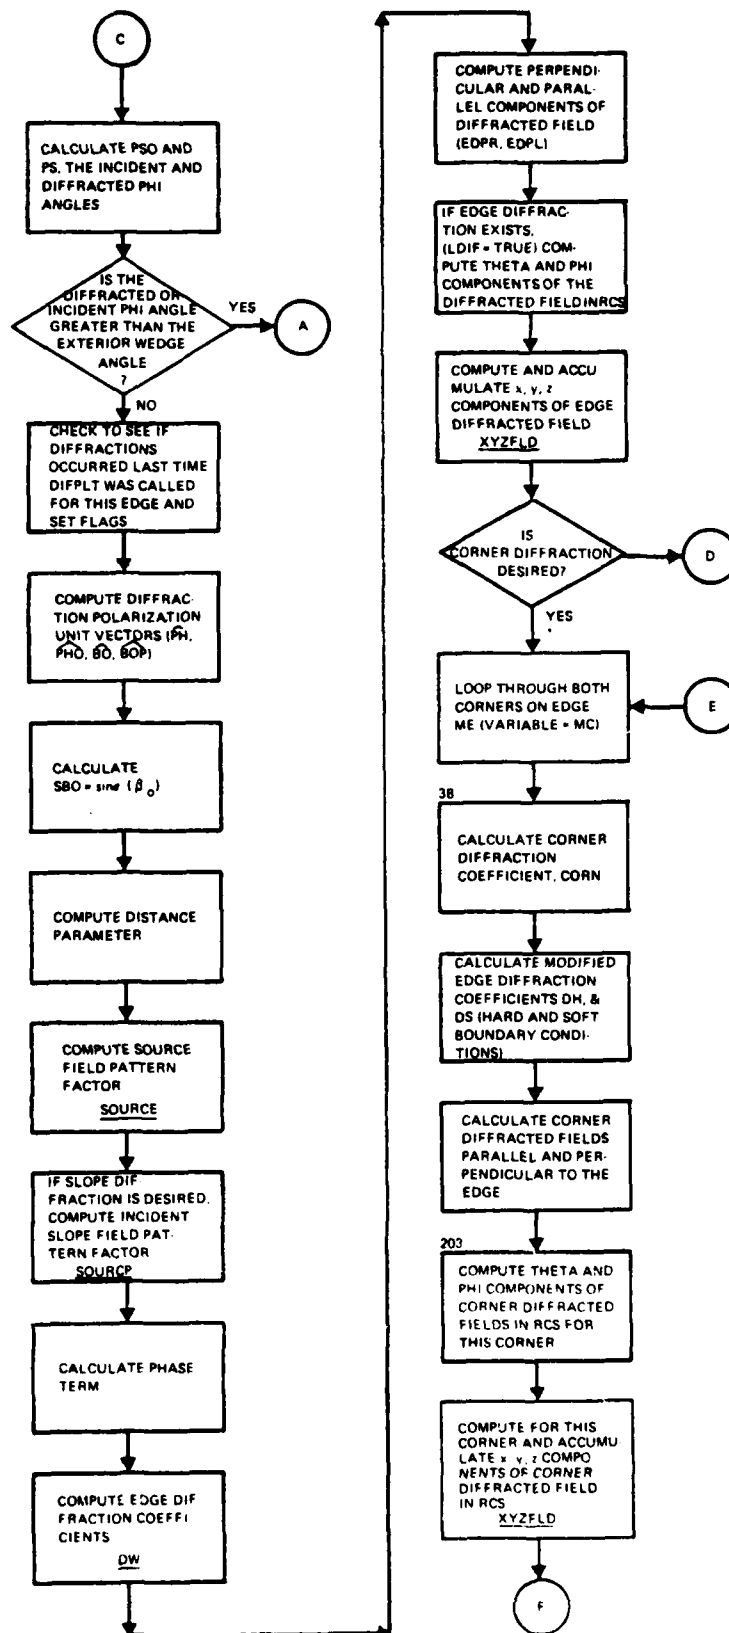 C
CALCULATE PSO AND
PS, THE INCIDENT AND
DIFFRACTED PHI
ANGLES
IS THE
DIFFRACTED OR
INCIDENT PHI ANGLE
GREATER THAN THE
EXTERIOR WEDGE
ANGLE
?
YES
A
NO
CHECK TO SEE IF
DIFFRACTIONS
OCCURRED LAST TIME
DIFPLT WAS CALLED
FOR THIS EDGE AND
SET FLAGS
COMPUTE DIFFRAC-
TION POLARIZATION
UNIT VECTORS (PH,
PHO, BO, BOP)
CALCULATE
SBO = sine (β₀)
COMPUTE DISTANCE
PARAMETER
COMPUTE SOURCE
FIELD PATTERN
FACTOR
SOURCE
IF SLOPE DIF-
FRACTION IS DESIRED,
COMPUTE INCIDENT
SLOPE FIELD PAT-
TERN FACTOR
SOURCP
CALCULATE PHASE
TERM
COMPUTE EDGE DIF
FRACTION COEFFI
CIENTS
DW
COMPUTE PERPENDI-
CULAR AND PARAL-
LEL COMPONENTS OF
DIFFRACTED FIELD
(EDPR, EDPL)
IF EDGE DIFFRAC-
TION EXISTS,
(LDIF = TRUE) COM-
PUTE THETA AND PHI
COMPONENTS OF THE
DIFFRACTED FIELD IN RCS
COMPUTE AND ACCU
MULATE x, y, z
COMPONENTS OF EDGE
DIFFRACTED FIELD
XYZFLD
IS
CORNER DIFFRACTION
DESIRED?
D
YES
LOOP THROUGH BOTH
CORNERS ON EDGE
ME (VARIABLE = MC)
E
38
CALCULATE CORNER
DIFFRACTION
COEFFICIENT, CORN
CALCULATE MODIFIED
EDGE DIFFRACTION
COEFFICIENTS DH, &
DS (HARD AND SOFT
BOUNDARY CONDI-
TIONS)
CALCULATE CORNER
DIFFRACTED FIELDS
PARALLEL AND PER-
PENDICULAR TO THE
EDGE
203
COMPUTE THETA AND
PHI COMPONENTS OF
CORNER DIFFRACTED
FIELDS IN RCS FOR
THIS CORNER
COMPUTE FOR THIS
CORNER AND ACCUMU-
LATE x y, z COMPO
NENTS OF CORNER
DIFFRACTED FIELD
IN RCS
XYZFLD
F